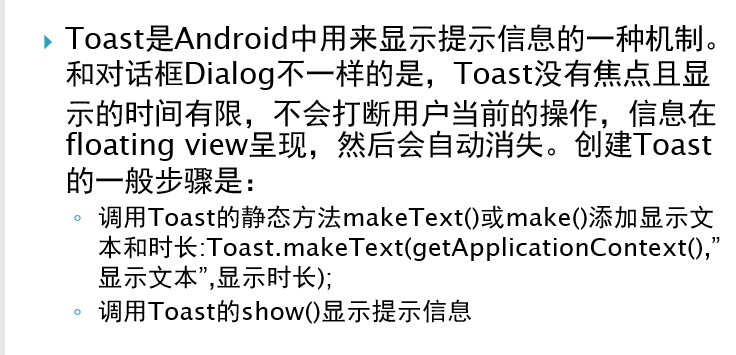 Toast是Android中用来显示提示信息的一种机制。
和对话框Dialog不一样的是，Toast没有焦点且显
示的时间有限，不会打断用户当前的操作，信息在
floating view呈现，然后会自动消失。创建Toast
的一般步骤是：
调用Toast的静态方法makeText()或make()添加显示文
本和时长:Toast.makeText(getApplicationContext(),”
显示文本”,显示时长);
调用Toast的show()显示提示信息